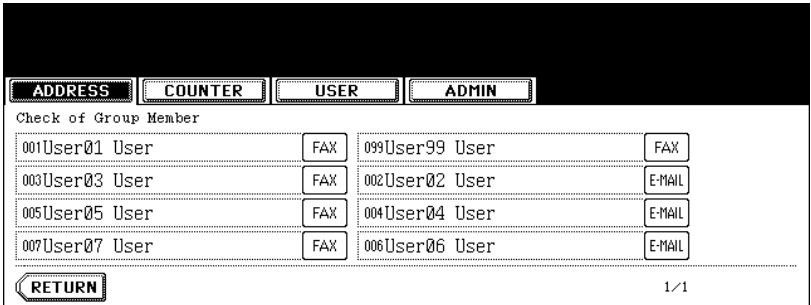 ADDRESS COUNTER USER ADMIN
Check of Group Member
001User01 User FAX 099User99 User FAX
003User03 User FAX 002User02 User E-MAIL
005User05 User FAX 004User04 User E-MAIL
007User07 User FAX 006User06 User E-MAIL
RETURN 1/1